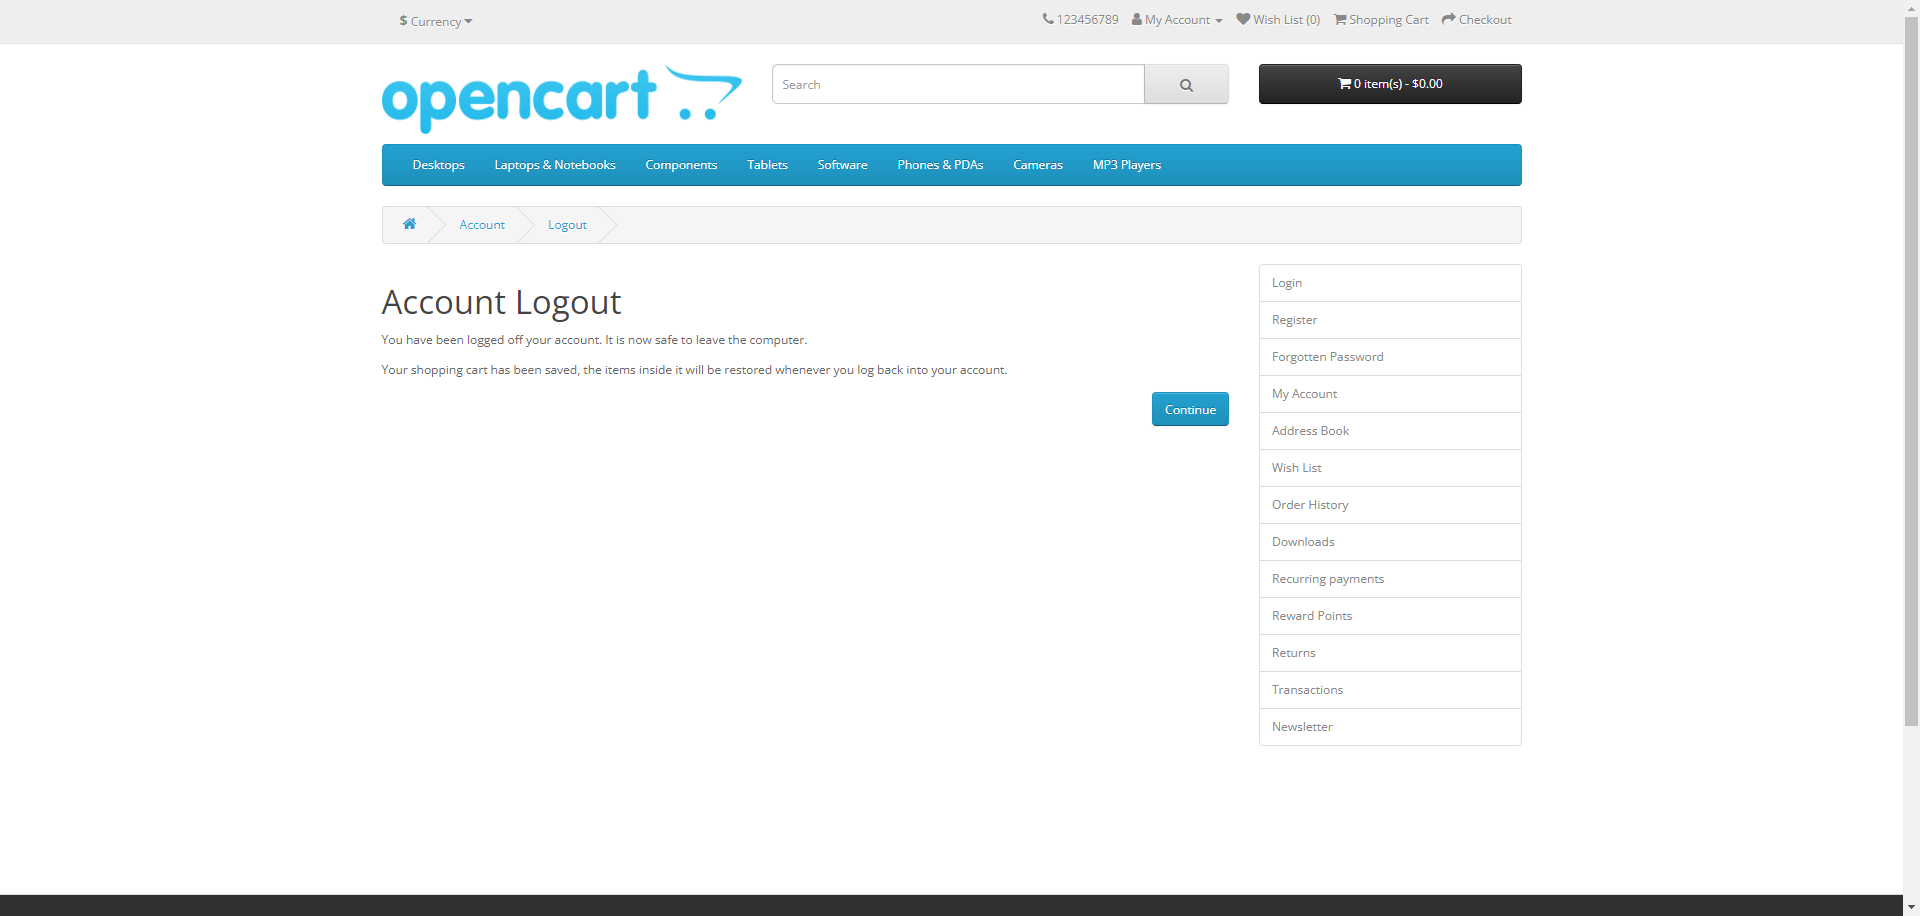 $ Currency
123456789 My Account Wish List (0) Shopping Cart Checkout
opencart
Search
0 item(s) - $0.00
Desktops Laptops & Notebooks Components Tablets Software Phones & PDAs Cameras MP3 Players
Account Logout
Account Logout
You have been logged off your account. It is now safe to leave the computer.
Your shopping cart has been saved, the items inside it will be restored whenever you log back into your account.
Continue
Login
Register
Forgotten Password
My Account
Address Book
Wish List
Order History
Downloads
Recurring payments
Reward Points
Returns
Transactions
Newsletter